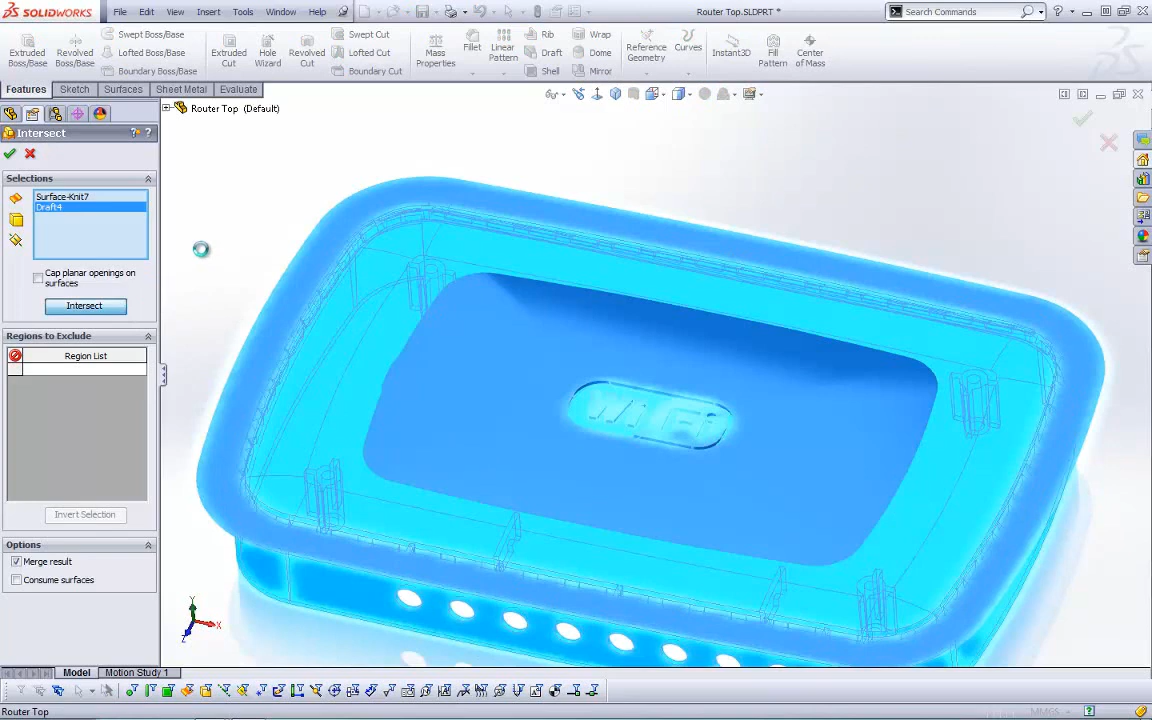 SOLIDWORKS File Edit View Insert Tools Window Help Router Top.SLDPRT * Search Commands
Extruded Boss/Base
Revolved Boss/Base
Swept Boss/Base
Lofted Boss/Base
Boundary Boss/Base
Extruded Cut
Hole Wizard
Revolved Cut
Swept Cut
Lofted Cut
Boundary Cut
Mass Properties
Fillet
Linear Pattern
Rib
Draft
Shell
Wrap
Dome
Mirror
Reference Geometry
Curves
Instant3D
Fill Pattern
Center of Mass
Features Sketch Surfaces Sheet Metal Evaluate
Router Top (Default)
Intersect
Selections
Surface-Knit7
Draft4
Cap planar openings on surfaces
Intersect
Regions to Exclude
Region List
Invert Selection
Options
Merge result
Consume surfaces
Wi Fi
Y
X
Z
Model Motion Study 1
Router Top
MMGS